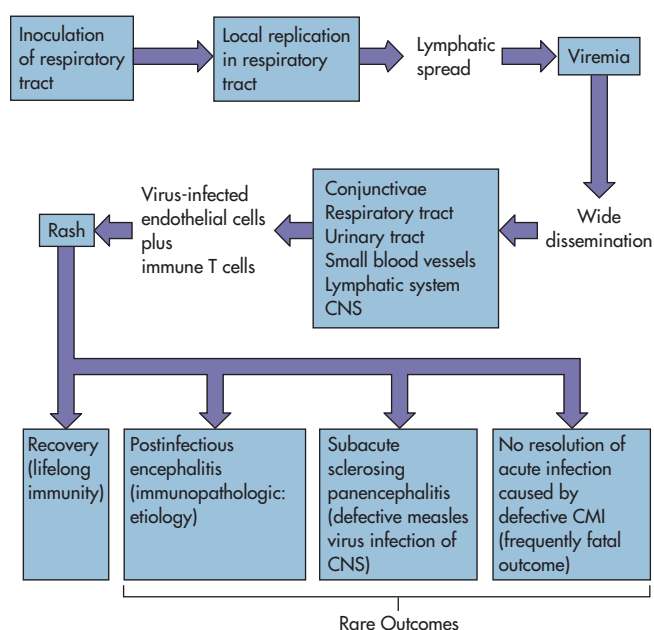 Inoculation
of respiratory
tract
Local replication
in respiratory
tract
Lymphatic
spread
Viremia
Wide
dissemination
Conjunctivae
Respiratory tract
Urinary tract
Small blood vessels
Lymphatic system
CNS
Virus-infected
endothelial cells
plus
immune T cells
Rash
Recovery
(lifelong
immunity)
Postinfectious
encephalitis
(immunopathologic:
etiology)
Subacute
sclerosing
panencephalitis
(defective measles
virus infection of
CNS)
No resolution of
acute infection
caused by
defective CMI
(frequently fatal
outcome)
Rare Outcomes